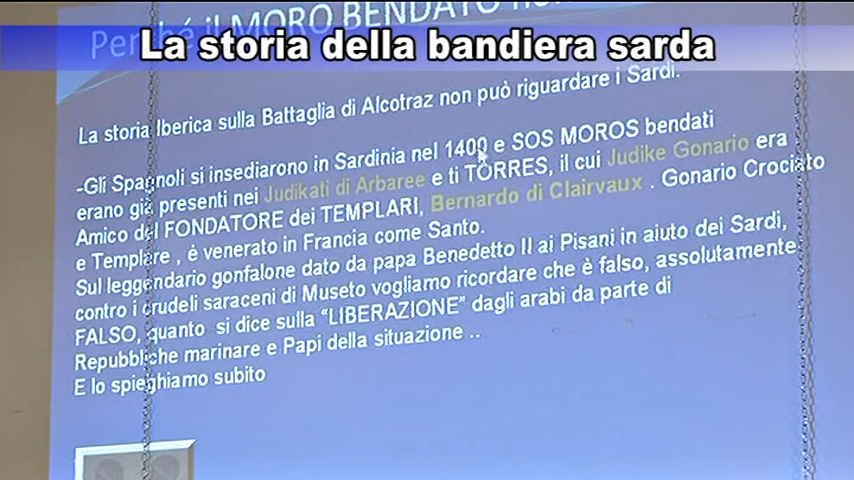 Perché il MORO BENDATO
La storia della bandiera sarda
La storia Iberica sulla Battaglia di Alcotraz non può riguardare i Sardi.
-Gli Spagnoli si insediarono in Sardinia nel 1400 e SOS MOROS bendati
erano già presenti nei Judikati di Arbaree e ti TORRES, il cui Judike Gonario era
Amico del FONDATORE dei TEMPLARI, Bernardo di Clairvaux . Gonario Crociato
e Templare , é venerato in Francia come Santo.
Sul leggendario gonfalone dato da papa Benedetto II ai Pisani in aiuto dei Sardi,
contro i crudeli saraceni di Museto vogliamo ricordare che è falso, assolutamente
FALSO, quanto si dice sulla "LIBERAZIONE" dagli arabi da parte di
Repubbliche marinare e Papi della situazione ..
E lo spieghiamo subito